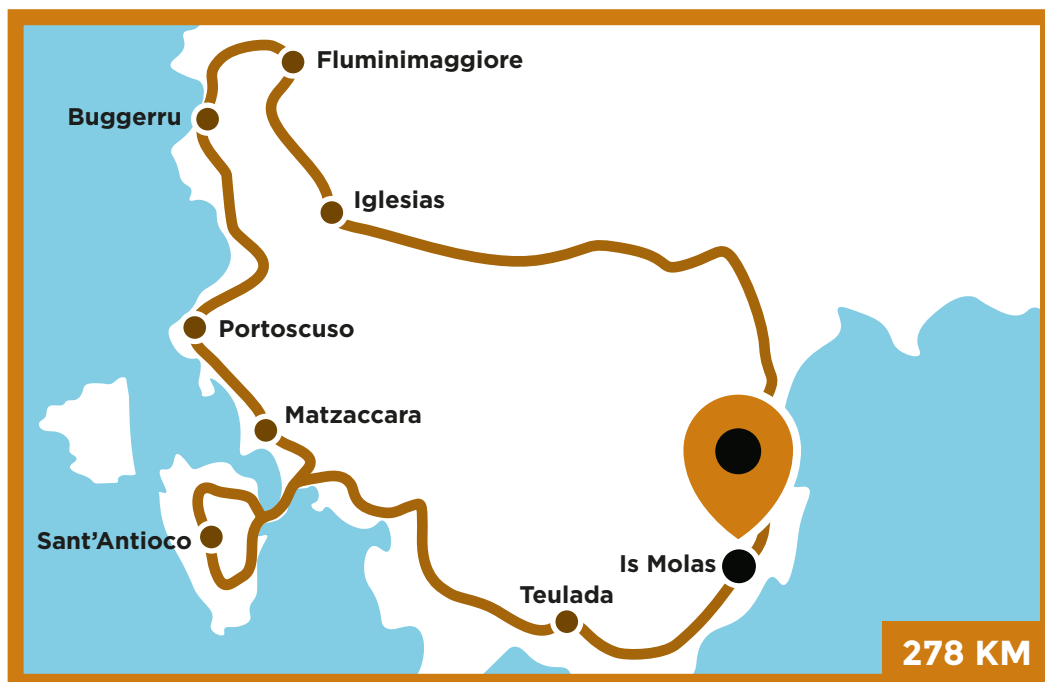 Fluminimaggiore
Buggerru
Iglesias
Portoscuso
Matzaccara
Sant'Antioco
Is Molas
Teulada
278 KM